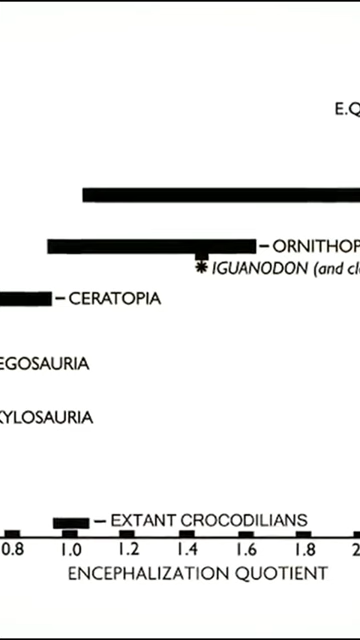 E.Q
– ORNITHOP
* IGUANODON (and cl
– CERATOPIA
EGOSAURIA
KYLOSAURIA
– EXTANT CROCODILIANS
0.8 1.0 1.2 1.4 1.6 1.8 2
ENCEPHALIZATION QUOTIENT